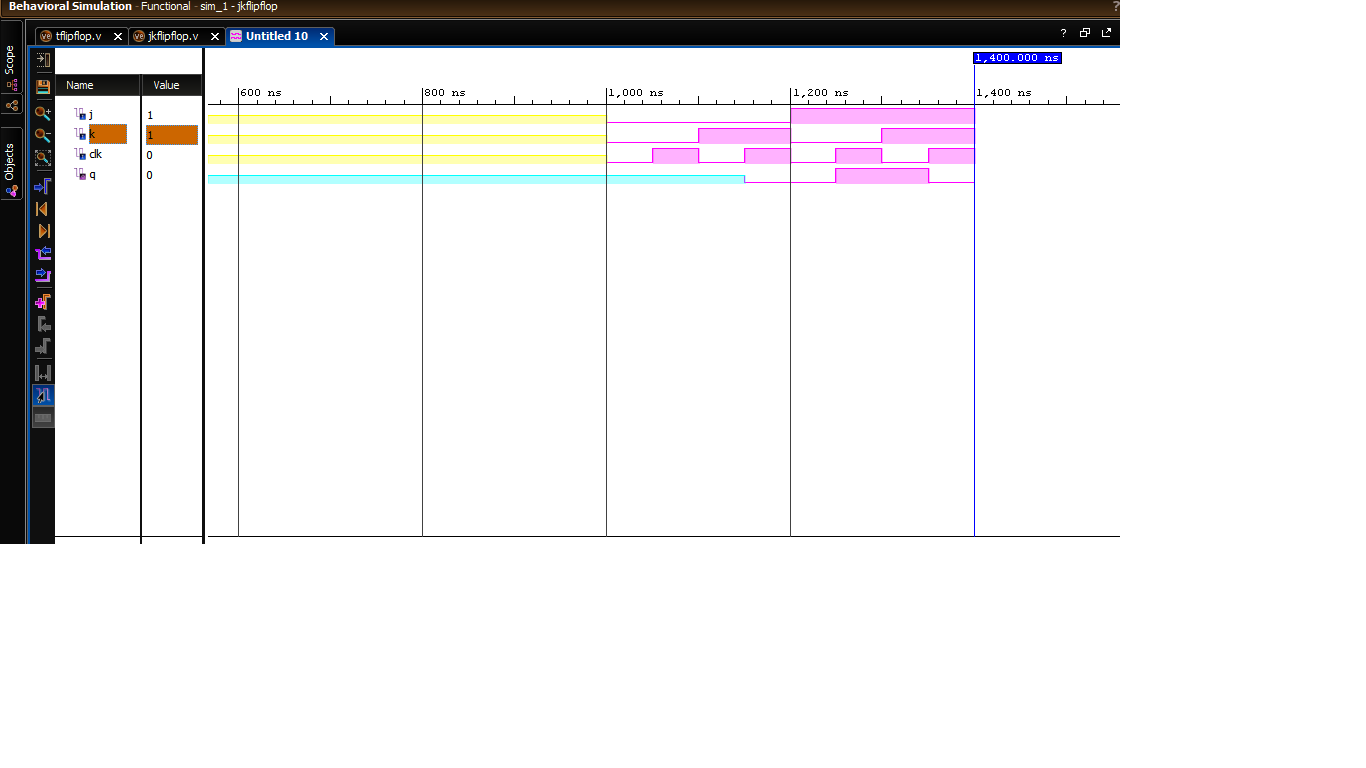 Behavioral Simulation - Functional - sim_1 - jkflipflop
?
tflipflop.v
jkflipflop.v
Untitled 10
?
Scope
Objects
1,400.000 ns
Name Value
600 ns 800 ns 1,000 ns 1,200 ns 1,400 ns
j 1
k 1
clk 0
q 0